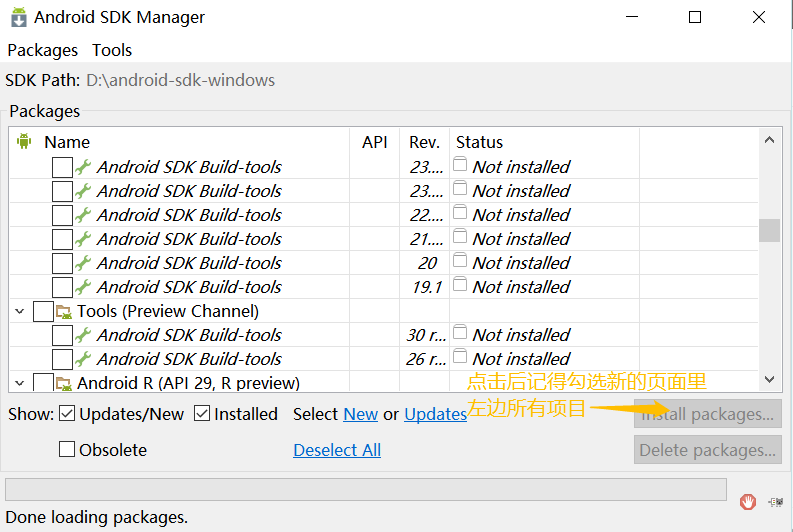 Android SDK Manager
Packages Tools
SDK Path: D:\android-sdk-windows
Packages
Name API Rev. Status
Android SDK Build-tools 23.... Not installed
Android SDK Build-tools 23.... Not installed
Android SDK Build-tools 22.... Not installed
Android SDK Build-tools 21.... Not installed
Android SDK Build-tools 20 Not installed
Android SDK Build-tools 19.1 Not installed
Tools (Preview Channel)
Android SDK Build-tools 30 r... Not installed
Android SDK Build-tools 26 r... Not installed
Android R (API 29, R preview)
点击后记得勾选新的页面里
左边所有项目
Show: Updates/New Installed Select New or Updates Install packages...
Obsolete Deselect All Delete packages...
Done loading packages.